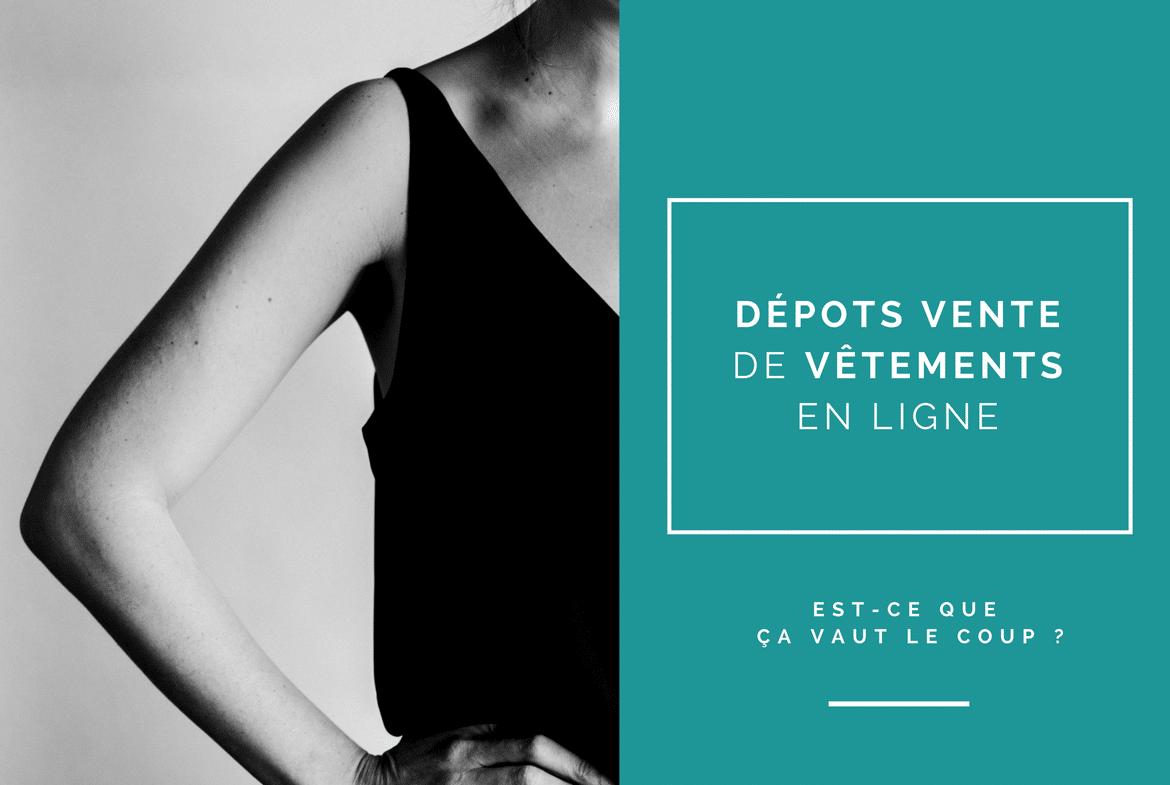 DÉPOTS VENTE
DE VÊTEMENTS
EN LIGNE
EST-CE QUE
ÇA VAUT LE COUP ?